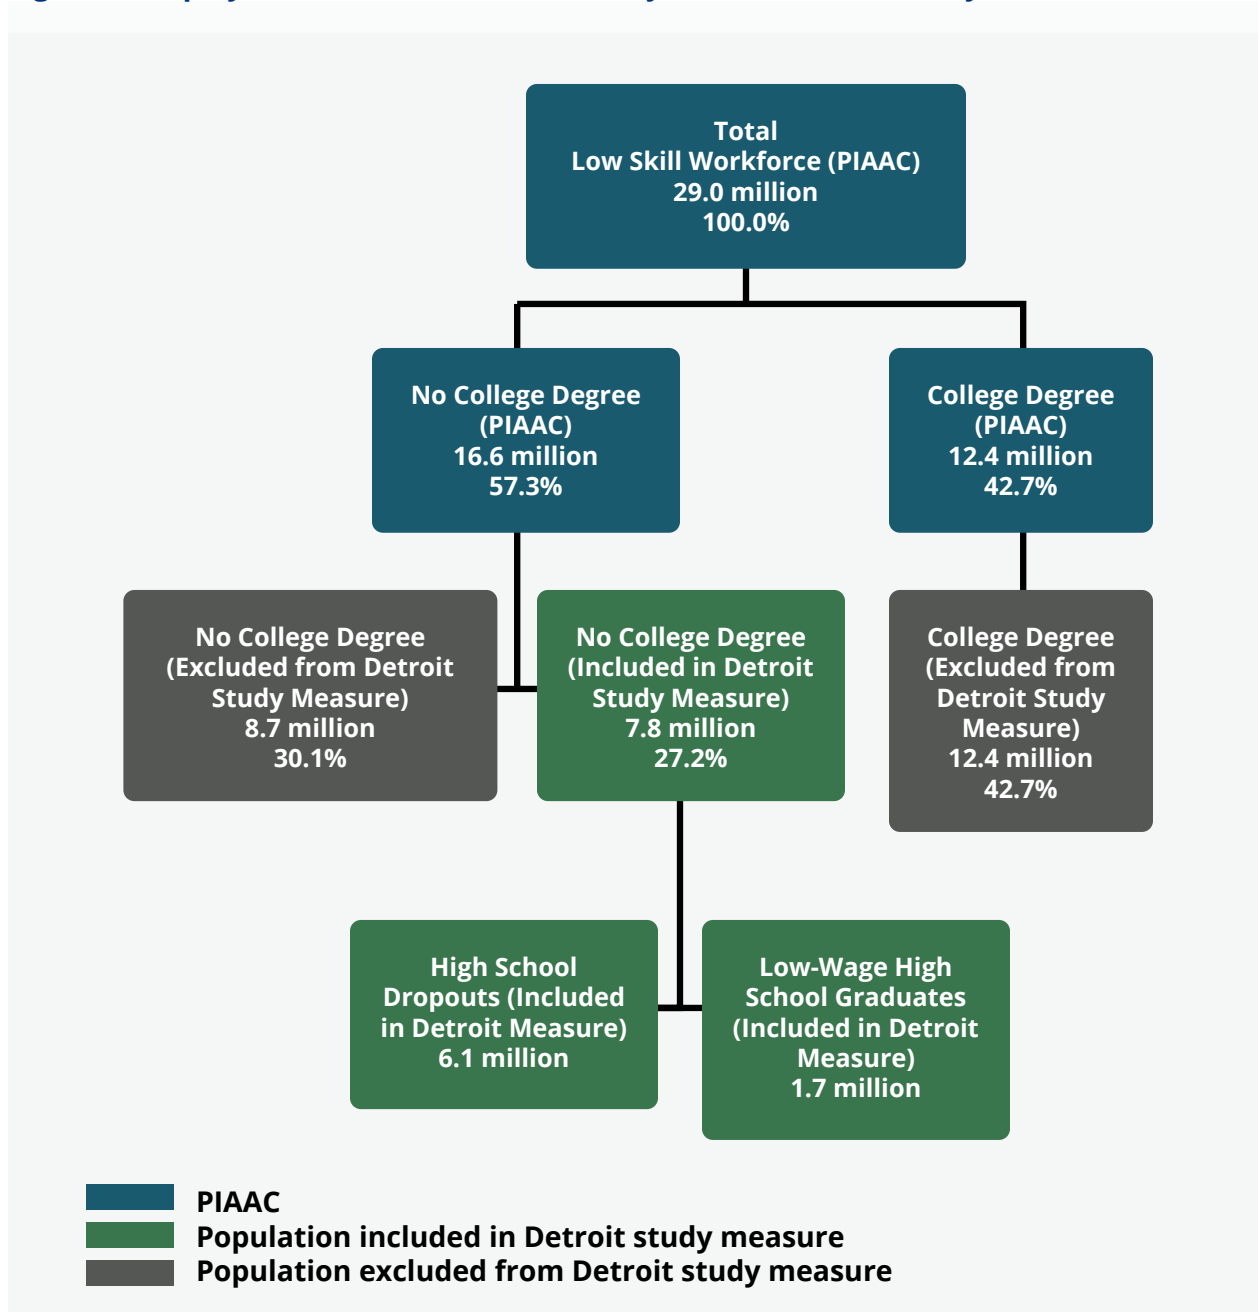 Total
Low Skill Workforce (PIAAC)
29.0 million
100.0%
No College Degree
(PIAAC)
16.6 million
57.3%
College Degree
(PIAAC)
12.4 million
42.7%
No College Degree
(Excluded from Detroit
Study Measure)
8.7 million
30.1%
No College Degree
(Included in Detroit
Study Measure)
7.8 million
27.2%
College Degree
(Excluded from
Detroit Study
Measure)
12.4 million
42.7%
High School
Dropouts (Included
in Detroit Measure)
6.1 million
Low-Wage High
School Graduates
(Included in Detroit
Measure)
1.7 million
PIAAC
Population included in Detroit study measure
Population excluded from Detroit study measure